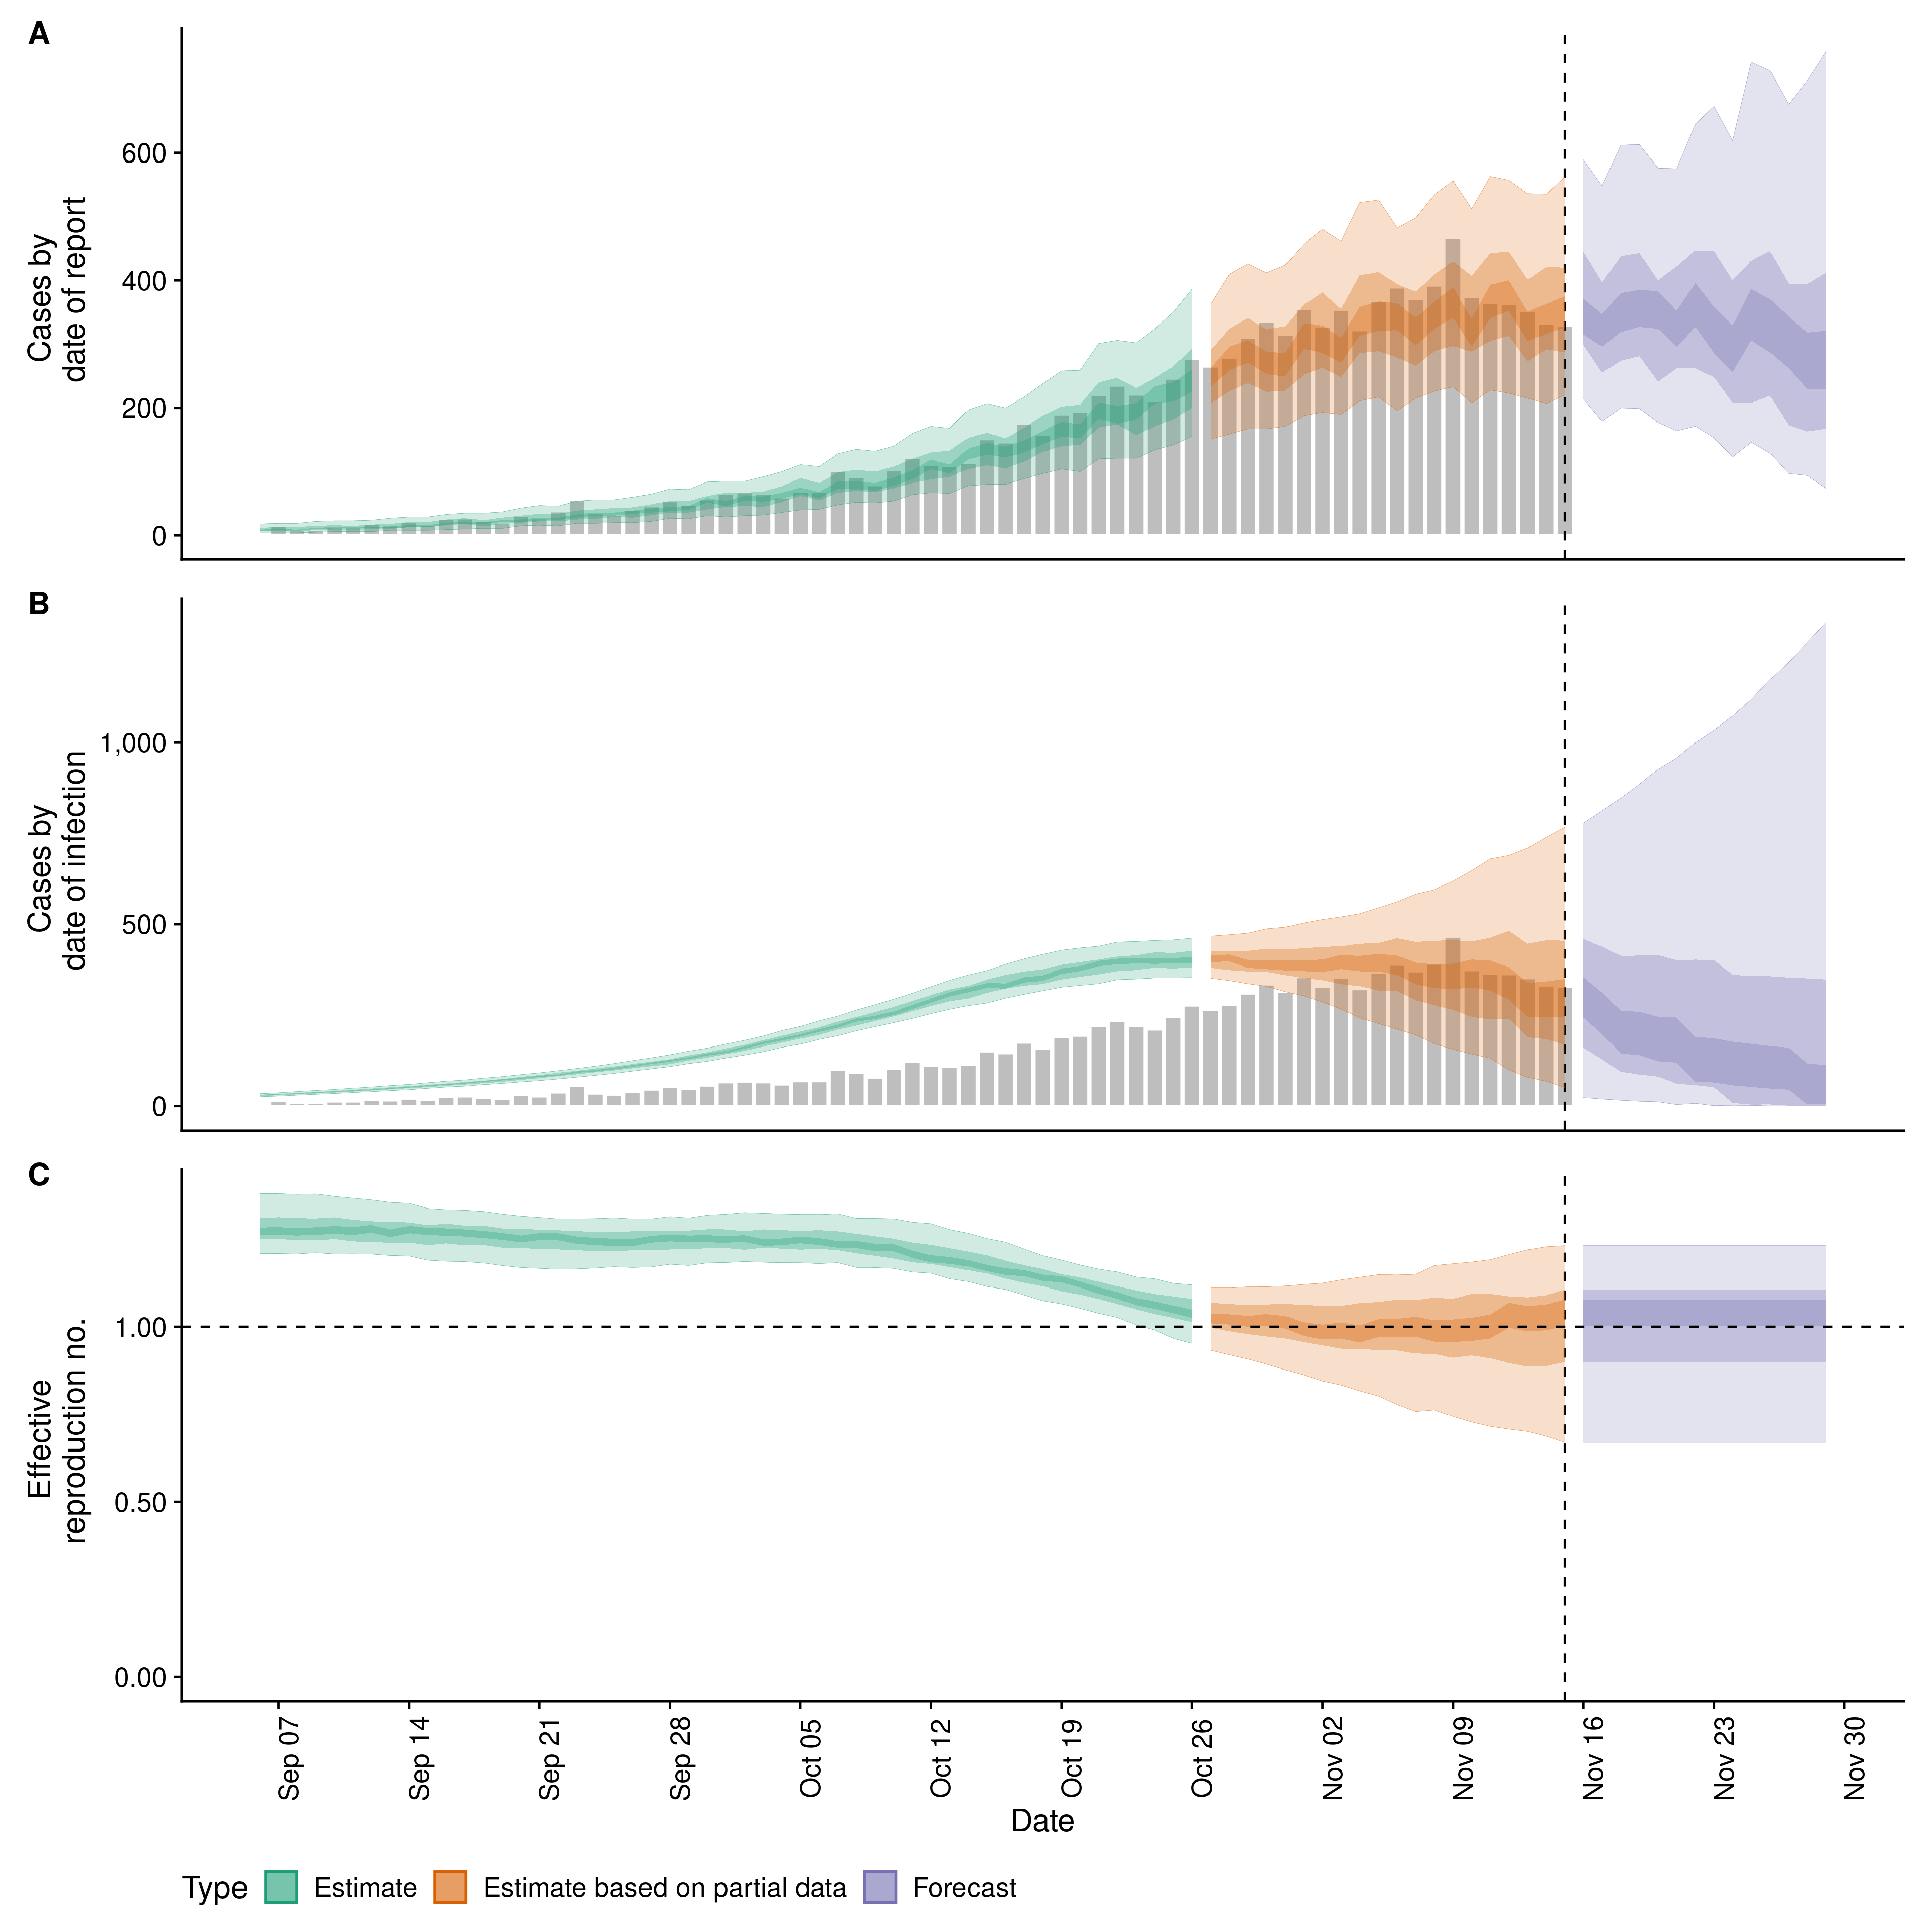 A
Cases by
date of report
600
400
200
0
B
Cases by
date of infection
1,000
500
0
C
Effective
reproduction no.
1.00
0.50
0.00
Sep 07
Sep 14
Sep 21
Sep 28
Oct 05
Oct 12
Oct 19
Oct 26
Nov 02
Nov 09
Nov 16
Nov 23
Nov 30
Date
Type Estimate Estimate based on partial data Forecast